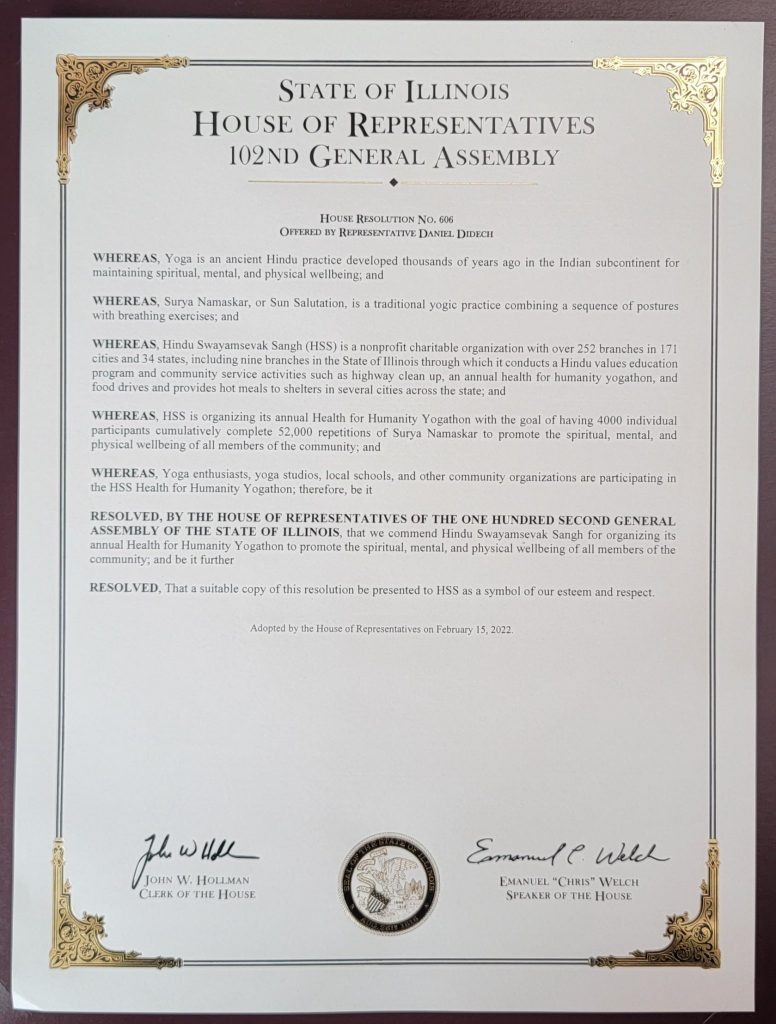 STATE OF ILLINOIS
HOUSE OF REPRESENTATIVES
102ND GENERAL ASSEMBLY
HOUSE RESOLUTION NO. 606
OFFERED BY REPRESENTATIVE DANIEL DIDECH
WHEREAS, Yoga is an ancient Hindu practice developed thousands of years ago in the Indian subcontinent for
maintaining spiritual, mental, and physical wellbeing; and
WHEREAS, Surya Namaskar, or Sun Salutation, is a traditional yogic practice combining a sequence of postures
with breathing exercises; and
WHEREAS, Hindu Swayamsevak Sangh (HSS) is a nonprofit charitable organization with over 252 branches in 171
cities and 34 states, including nine branches in the State of Illinois through which it conducts a Hindu values education
program and community service activities such as highway clean up, an annual health for humanity yogathon, and
food drives and provides hot meals to shelters in several cities across the state; and
WHEREAS, HSS is organizing its annual Health for Humanity Yogathon with the goal of having 4000 individual
participants cumulatively complete 52,000 repetitions of Surya Namaskar to promote the spiritual, mental, and
physical wellbeing of all members of the community; and
WHEREAS, Yoga enthusiasts, yoga studios, local schools, and other community organizations are participating in
the HSS Health for Humanity Yogathon; therefore, be it
RESOLVED, BY THE HOUSE OF REPRESENTATIVES OF THE ONE HUNDRED SECOND GENERAL
ASSEMBLY OF THE STATE OF ILLINOIS, that we commend Hindu Swayamsevak Sangh for organizing its
annual Health for Humanity Yogathon to promote the spiritual, mental, and physical wellbeing of all members of the
community; and be it further
RESOLVED, That a suitable copy of this resolution be presented to HSS as a symbol of our esteem and respect.
Adopted by the House of Representatives on February 15, 2022.
John W Holl
JOHN W. HOLLMAN
CLERK OF THE HOUSE
SEAL OF THE STATE OF ILLINOIS
AUG. 26TH 1818
Emanuel C. Welch
EMANUEL "CHRIS" WELCH
SPEAKER OF THE HOUSE